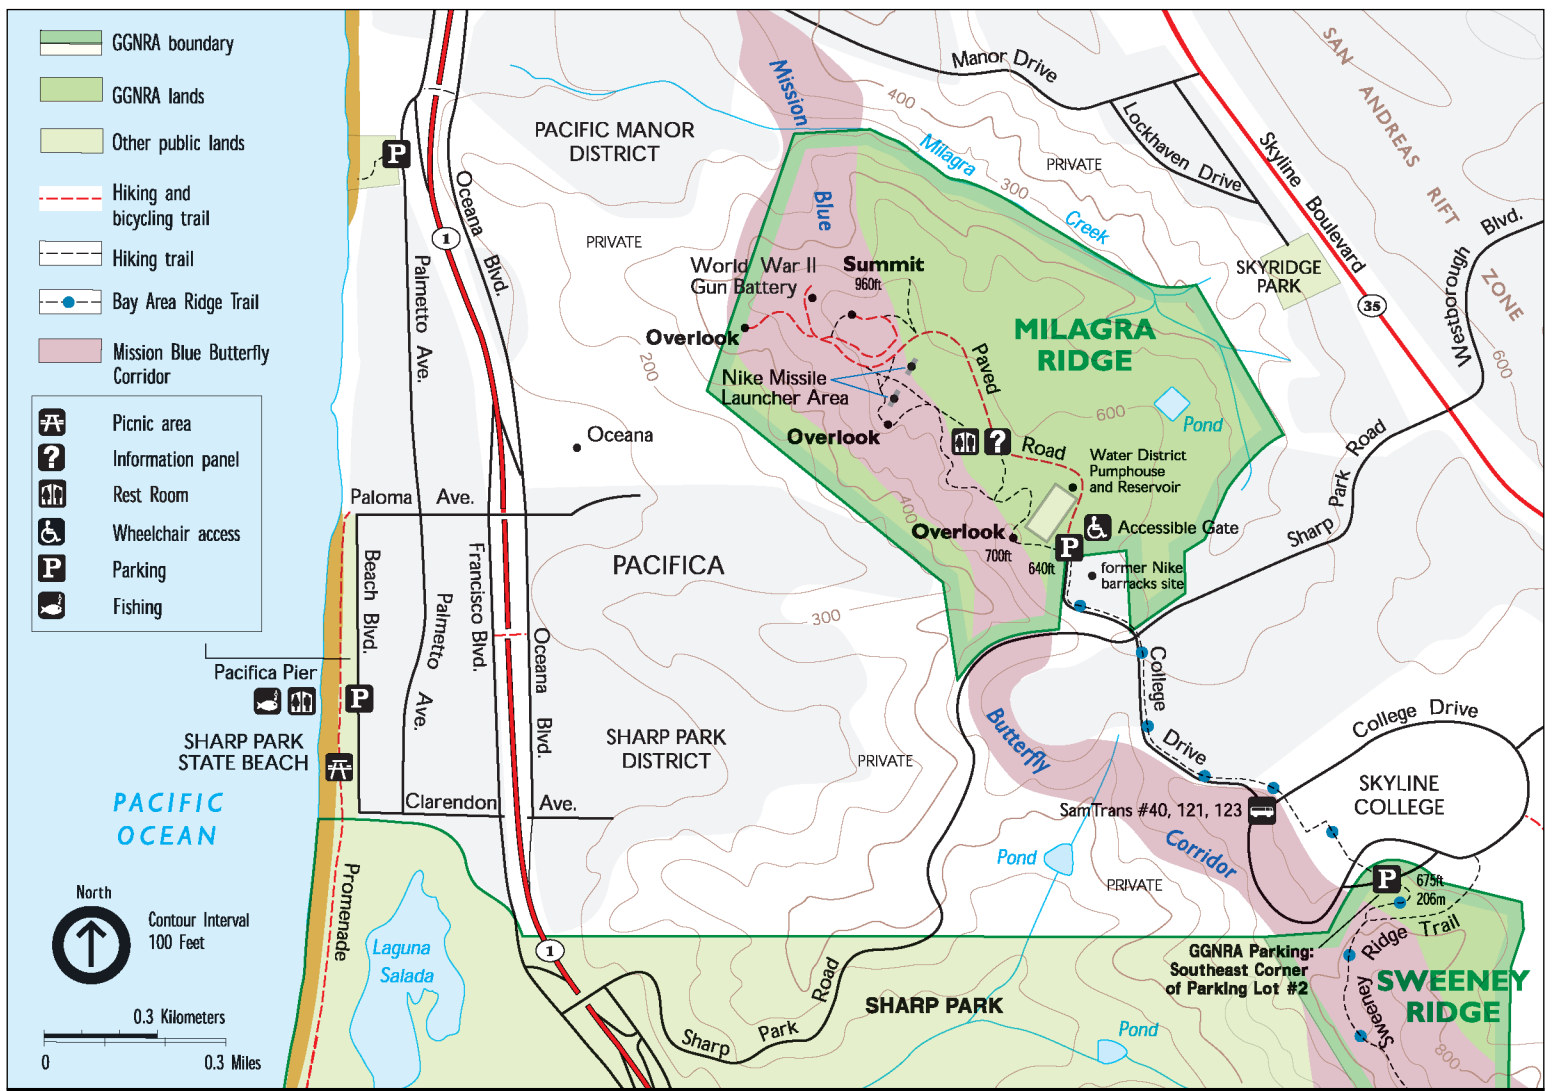 GGNRA boundary
GGNRA lands
Other public lands
Hiking and
bicycling trail
Hiking trail
Bay Area Ridge Trail
Mission Blue Butterfly
Corridor
Picnic area
? Information panel
Rest Room
Wheelchair access
P Parking
Fishing
Pacifica Pier
SHARP PARK
STATE BEACH
PACIFIC
OCEAN
North
Contour Interval
100 Feet
0.3 Kilometers
0
0.3 Miles
P
1
Oceana
Blvd.
Palmetto Ave.
PACIFIC MANOR
DISTRICT
PRIVATE
200
Oceana
Paloma Ave.
Beach Blvd.
Palmetto
Ave.
Francisco Blvd.
Oceana
Blvd.
P
Clarendon Ave.
Promenade
Laguna
Salada
1
PACIFICA
300
SHARP PARK
DISTRICT
PRIVATE
Mission
Blue
Butterfly
Corridor
400
Milagra
Creek
300
PRIVATE
Manor Drive
Lockhaven Drive
Skyline
Boulevard
35
SAN
ANDREAS
RIFT
ZONE
Westborough
Blvd.
600
SKYRIDGE
PARK
World War II
Gun Battery
Summit
960ft
Overlook
Nike Missile
Launcher Area
Overlook
MILAGRA
RIDGE
Paved
Road
?
600
Pond
Water District
Pumphouse
and Reservoir
400
Overlook
700ft
640ft
P
Accessible Gate
former Nike
barracks site
Sharp Park Road
College
Drive
College Drive
SKYLINE
COLLEGE
SamTrans #40, 121, 123
Pond
PRIVATE
P
675ft
206m
GGNRA Parking:
Southeast Corner
of Parking Lot #2
Ridge Trail
Sweeney
SWEENEY
RIDGE
800
SHARP PARK
Sharp Park Road
Pond